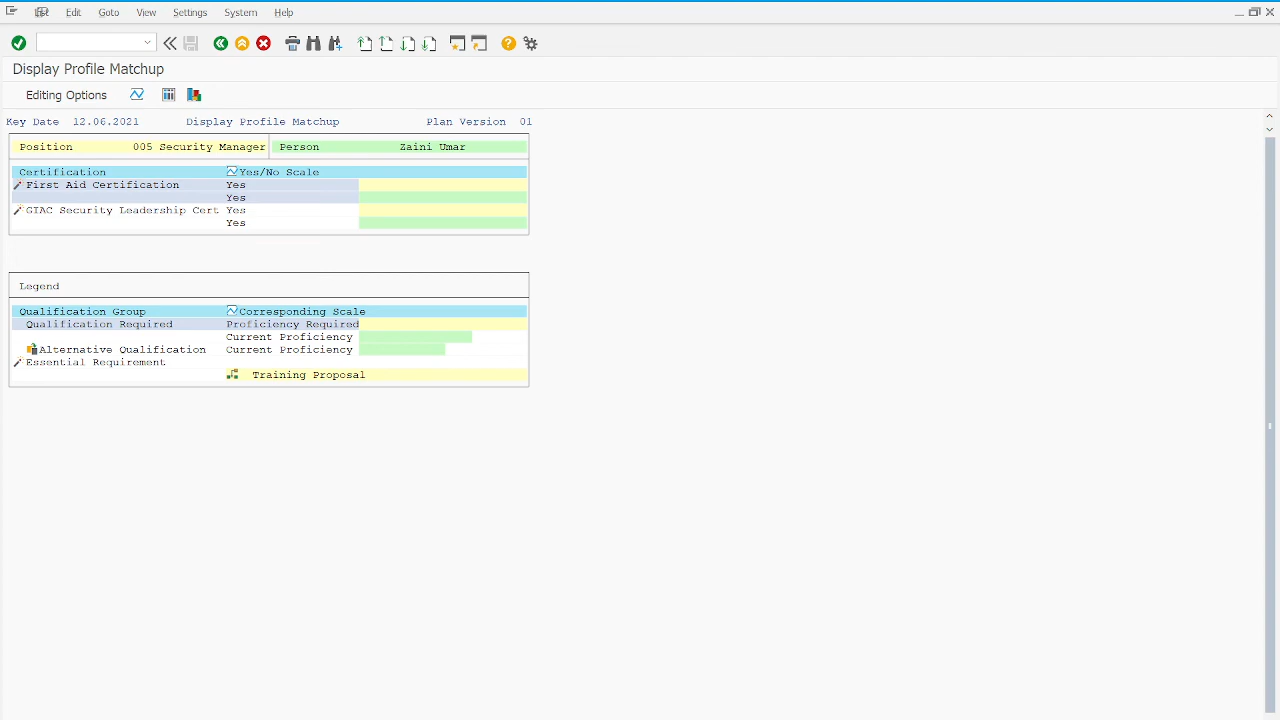 Edit Goto View Settings System Help
Display Profile Matchup
Editing Options
Key Date 12.06.2021 Display Profile Matchup Plan Version 01
Position 005 Security Manager Person Zaini Umar
Certification Yes/No Scale
First Aid Certification Yes
Yes
GIAC Security Leadership Cert Yes
Yes
Legend
Qualification Group Corresponding Scale
Qualification Required Proficiency Required
Current Proficiency
Alternative Qualification Current Proficiency
Essential Requirement
Training Proposal